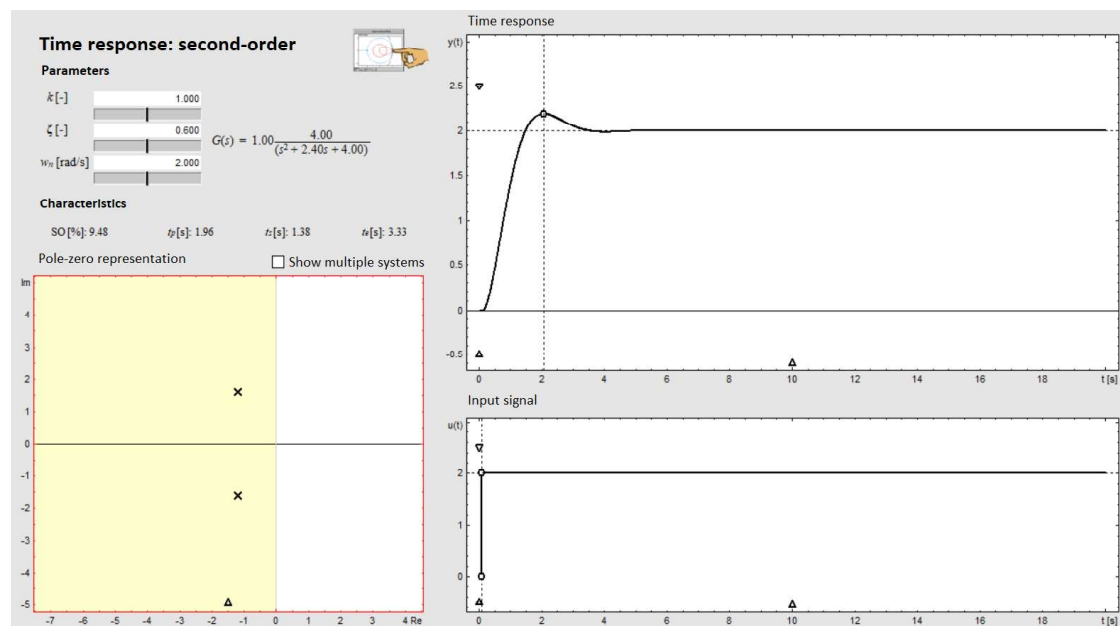 Time response: second-order
Parameters
k [-] 1.000
ζ [-] 0.600
wn [rad/s] 2.000
G(s) = 1.00 4.00 / (s² + 2.40s + 4.00)
Characteristics
SO [%]: 9.48 tp [s]: 1.96 ts [s]: 1.38 te [s]: 3.33
Pole-zero representation
Show multiple systems
Im
4
3
2
1
0
-1
-2
-3
-4
-5
-7 -6 -5 -4 -3 -2 -1 0 1 2 3 4 Re
Time response
y(t)
2.5
2
1.5
1
0.5
0
-0.5
0 2 4 6 8 10 12 14 16 18 t [s]
Input signal
u(t)
2
1
0
0 2 4 6 8 10 12 14 16 18 t [s]